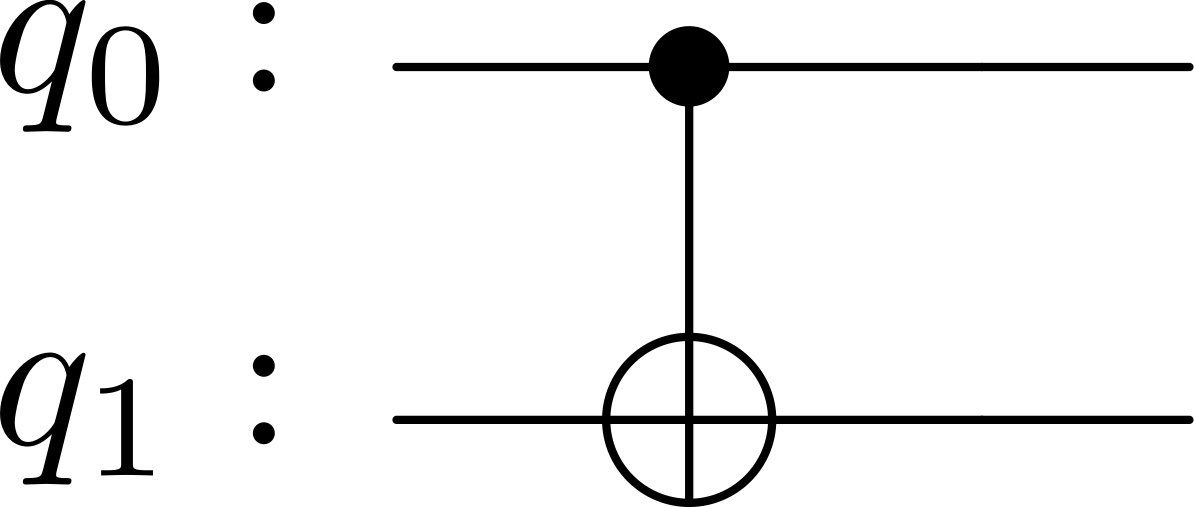 q₀ :
q₁ :